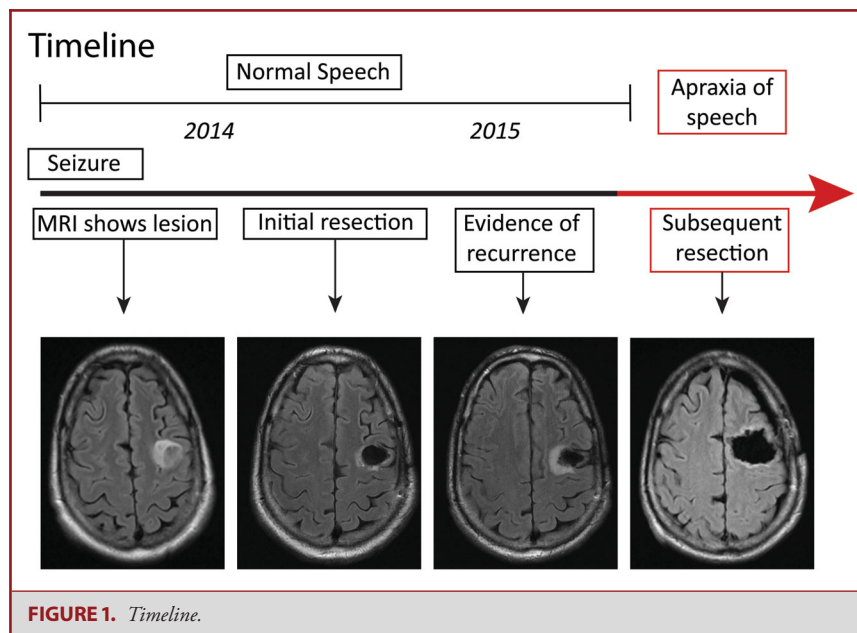 Timeline
Normal Speech
Apraxia of
speech
2014
2015
Seizure
MRI shows lesion
Initial resection
Evidence of
recurrence
Subsequent
resection
FIGURE 1. Timeline.